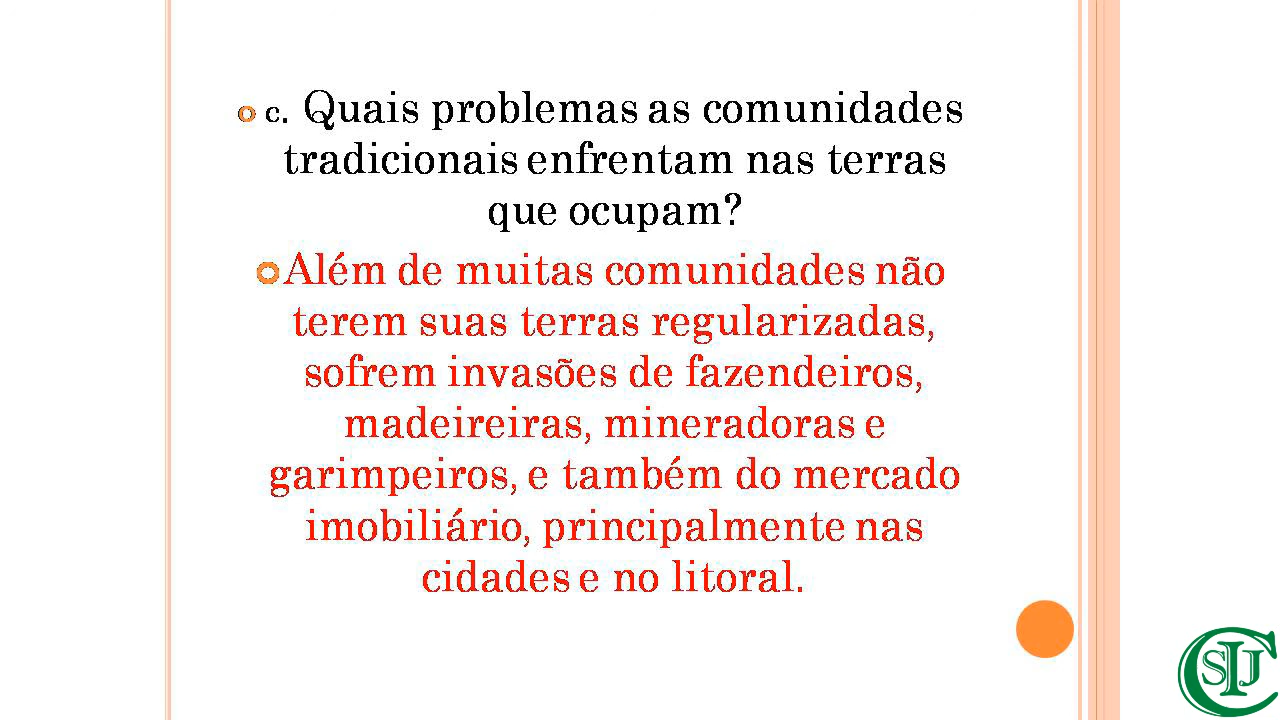 c. Quais problemas as comunidades
tradicionais enfrentam nas terras
que ocupam?
Além de muitas comunidades não
terem suas terras regularizadas,
sofrem invasões de fazendeiros,
madeireiras, mineradoras e
garimpeiros, e também do mercado
imobiliário, principalmente nas
cidades e no litoral.
CSIJ